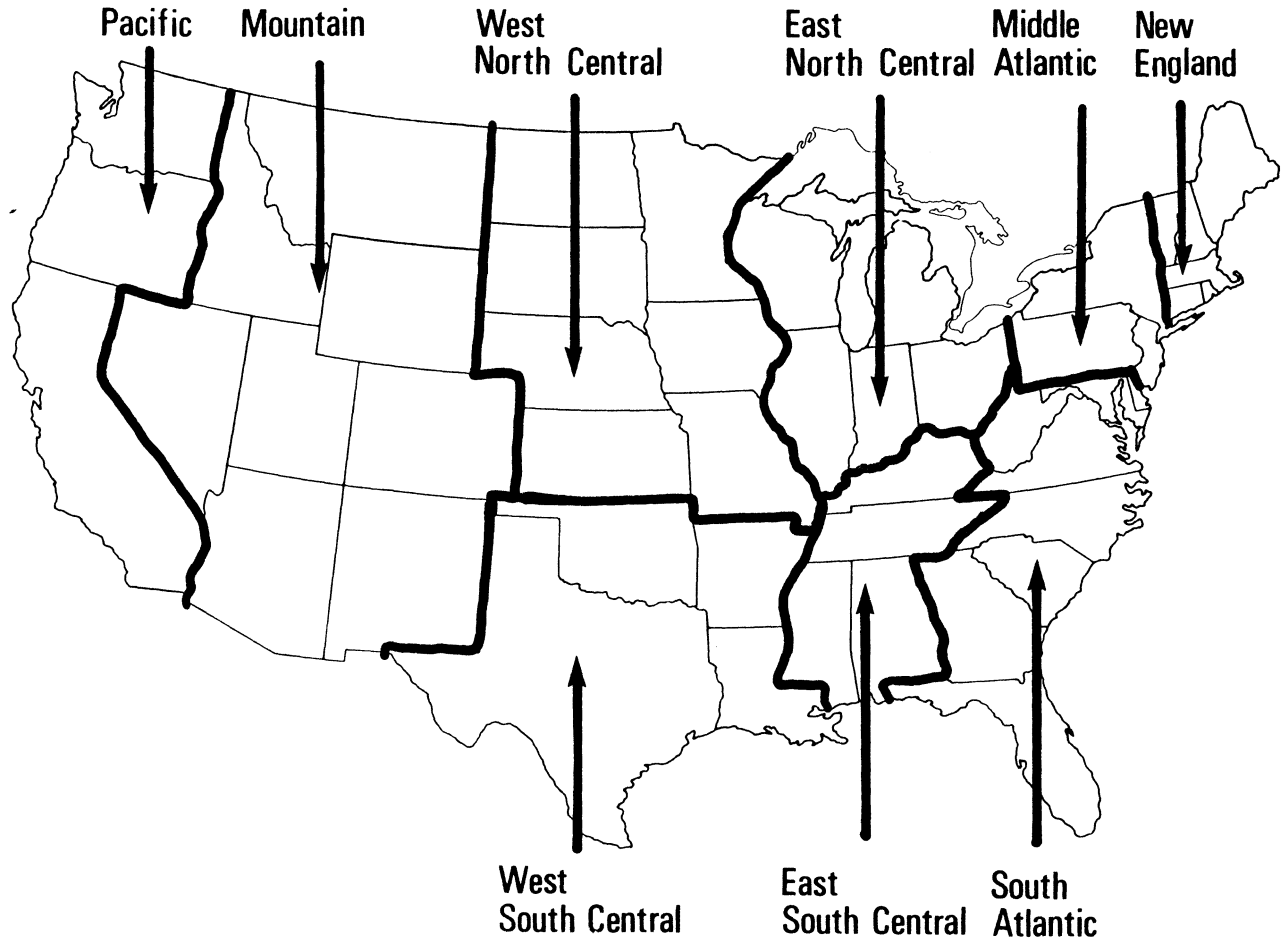 Pacific
Mountain
West
North Central
East
North Central
Middle
Atlantic
New
England
West
South Central
East
South Central
South
Atlantic